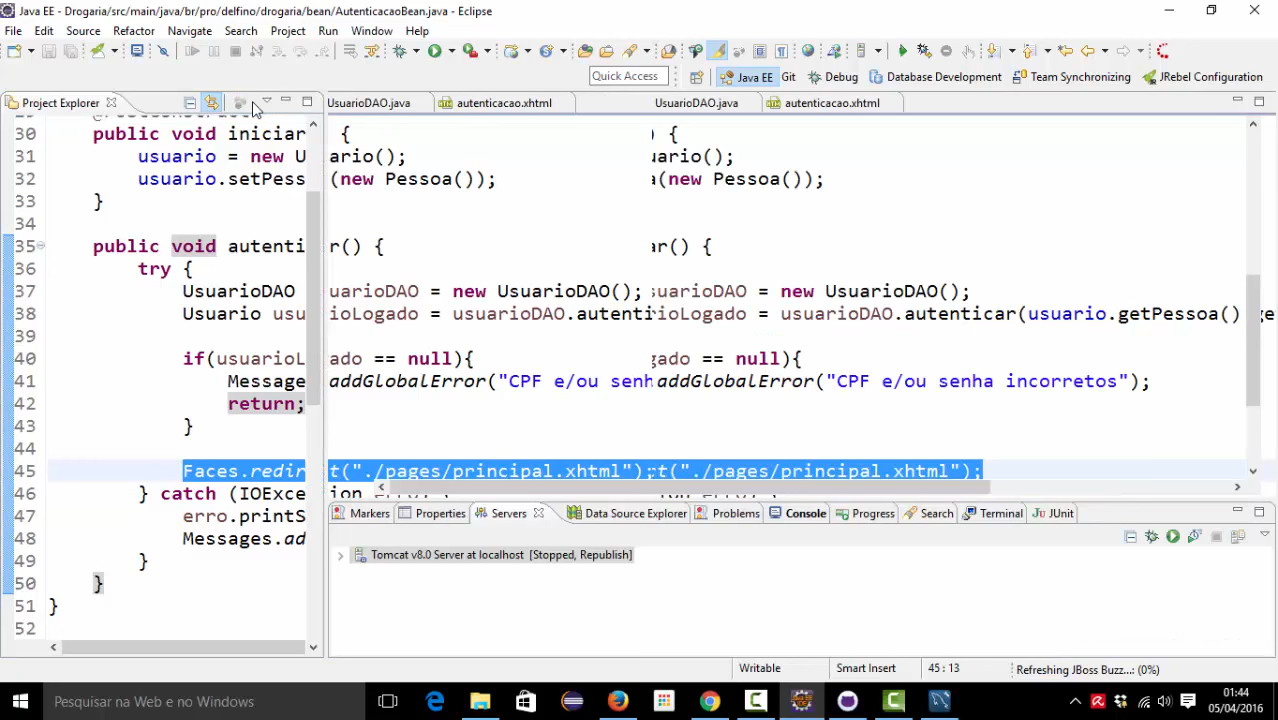 Java EE - Drogaria/src/main/java/br/pro/delfino/drogaria/bean/AutenticacaoBean.java - Eclipse
File Edit Source Refactor Navigate Search Project Run Window Help
Quick Access Java EE Git Debug Database Development Team Synchronizing JRebel Configuration
Project Explorer UsuarioDAO.java autenticacao.xhtml UsuarioDAO.java autenticacao.xhtml
30 public void iniciar { ) {
31 usuario = new U ario(); uario();
32 usuario.setPess (new Pessoa()); a(new Pessoa());
33 }
34
35 public void autentic r() { ar() {
36 try {
37 UsuarioDAO uarioDAO = new UsuarioDAO(); suarioDAO = new UsuarioDAO();
38 Usuario usu ioLogado = usuarioDAO.autenti rioLogado = usuarioDAO.autenticar(usuario.getPessoa() ge
39
40 if(usuarioL ado == null){ gado == null){
41 Message addGlobalError("CPF e/ou senh addGlobalError("CPF e/ou senha incorretos");
42 return;
43 }
44
45 Faces.redir t("./pages/principal.xhtml"); t("./pages/principal.xhtml");
46 } catch (IOExce ion erro) { ion erro) {
47 erro.printS
48 Messages.ad
49 }
50 }
51 }
52
Markers Properties Servers Data Source Explorer Problems Console Progress Search Terminal JUnit
Tomcat v8.0 Server at localhost [Stopped, Republish]
Writable Smart Insert 45 : 13 Refreshing JBoss Buzz...: (0%)
Pesquisar na Web e no Windows
01:44
05/04/2016